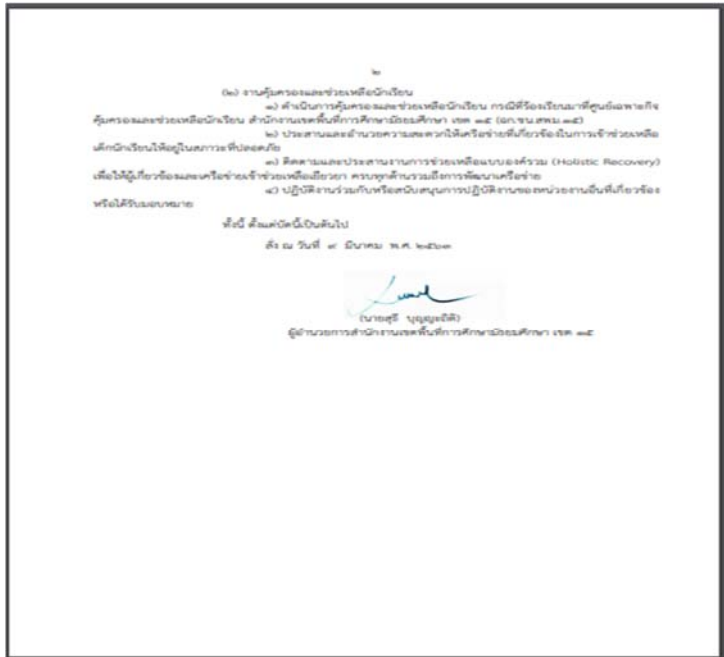 ๒
(๒) งานคุ้มครองและช่วยเหลือนักเรียน
๑) ดำเนินการคุ้มครองและช่วยเหลือนักเรียน กรณีที่ร้องเรียนมาที่ศูนย์เฉพาะกิจ
คุ้มครองและช่วยเหลือนักเรียน สำนักงานเขตพื้นที่การศึกษามัธยมศึกษา เขต ๑๕ (ฉก.ชน.สพม.๑๕)
๒) ประสานและอำนวยความสะดวกให้เครือข่ายที่เกี่ยวข้องในการเข้าช่วยเหลือ
เด็กนักเรียนให้อยู่ในสภาวะที่ปลอดภัย
๓) ติดตามและประสานงานการช่วยเหลือแบบองค์รวม (Holistic Recovery)
เพื่อให้ผู้เกี่ยวข้องและเครือข่ายเข้าช่วยเหลือเยียวยา ครบทุกด้านรวมถึงการพัฒนาเครือข่าย
๔) ปฏิบัติงานร่วมกับหรือสนับสนุนการปฏิบัติงานของหน่วยงานอื่นที่เกี่ยวข้อง
หรือได้รับมอบหมาย
ทั้งนี้ ตั้งแต่บัดนี้เป็นต้นไป
สั่ง ณ วันที่ ๙ มีนาคม พ.ศ. ๒๕๖๓
(นายสุรี บุญญะถิติ)
ผู้อำนวยการสำนักงานเขตพื้นที่การศึกษามัธยมศึกษา เขต ๑๕